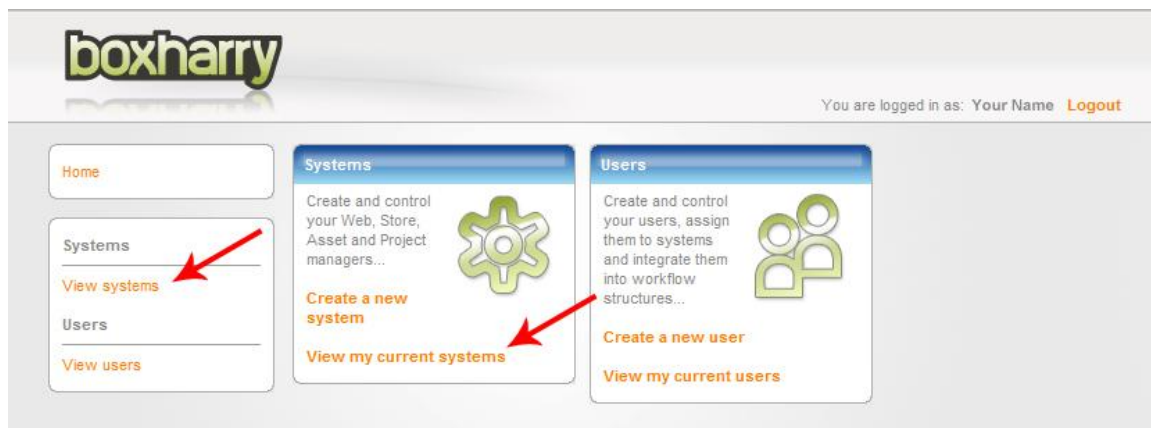 boxharry
You are logged in as: Your Name Logout
Home
Systems
View systems
Users
View users
Systems
Create and control
your Web, Store,
Asset and Project
managers...
Create a new
system
View my current systems
Users
Create and control
your users, assign
them to systems
and integrate them
into workflow
structures...
Create a new user
View my current users